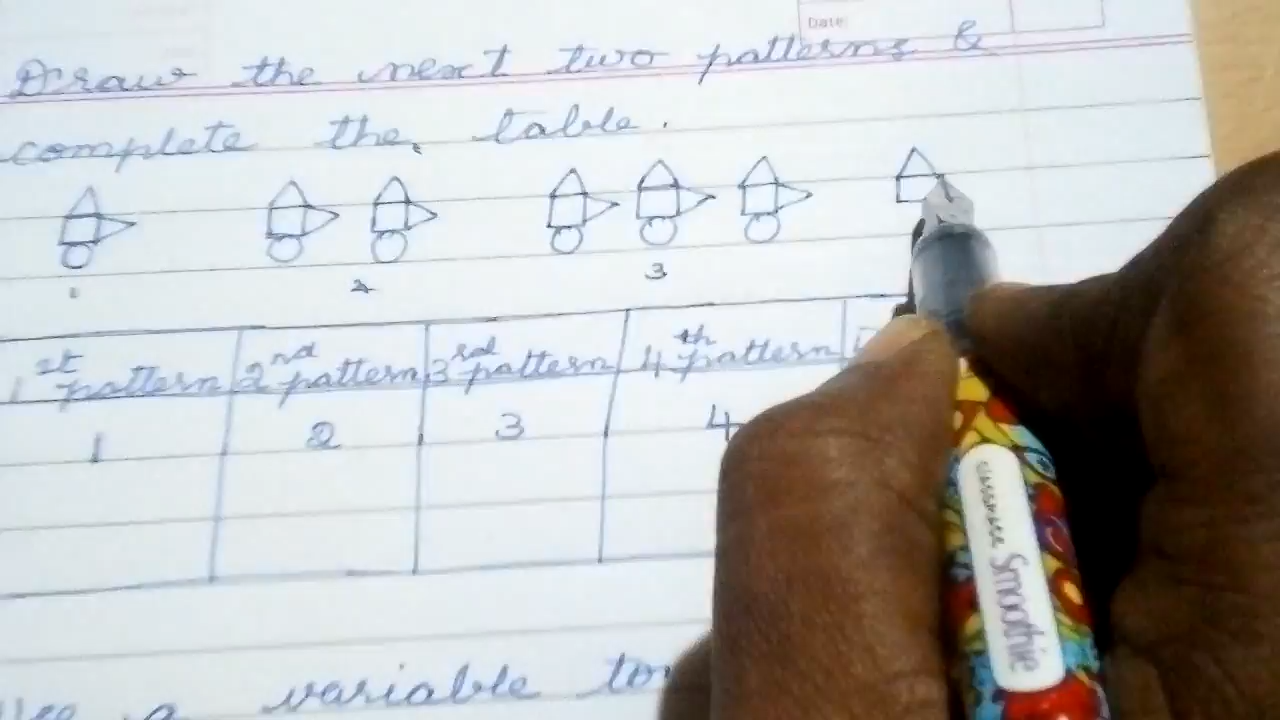 Date:
Draw the next two patterns &
complete the table.
1 2 3
1st pattern 2nd pattern 3rd pattern 4th pattern
1 2 3 4
a variable
classmate Smoothie